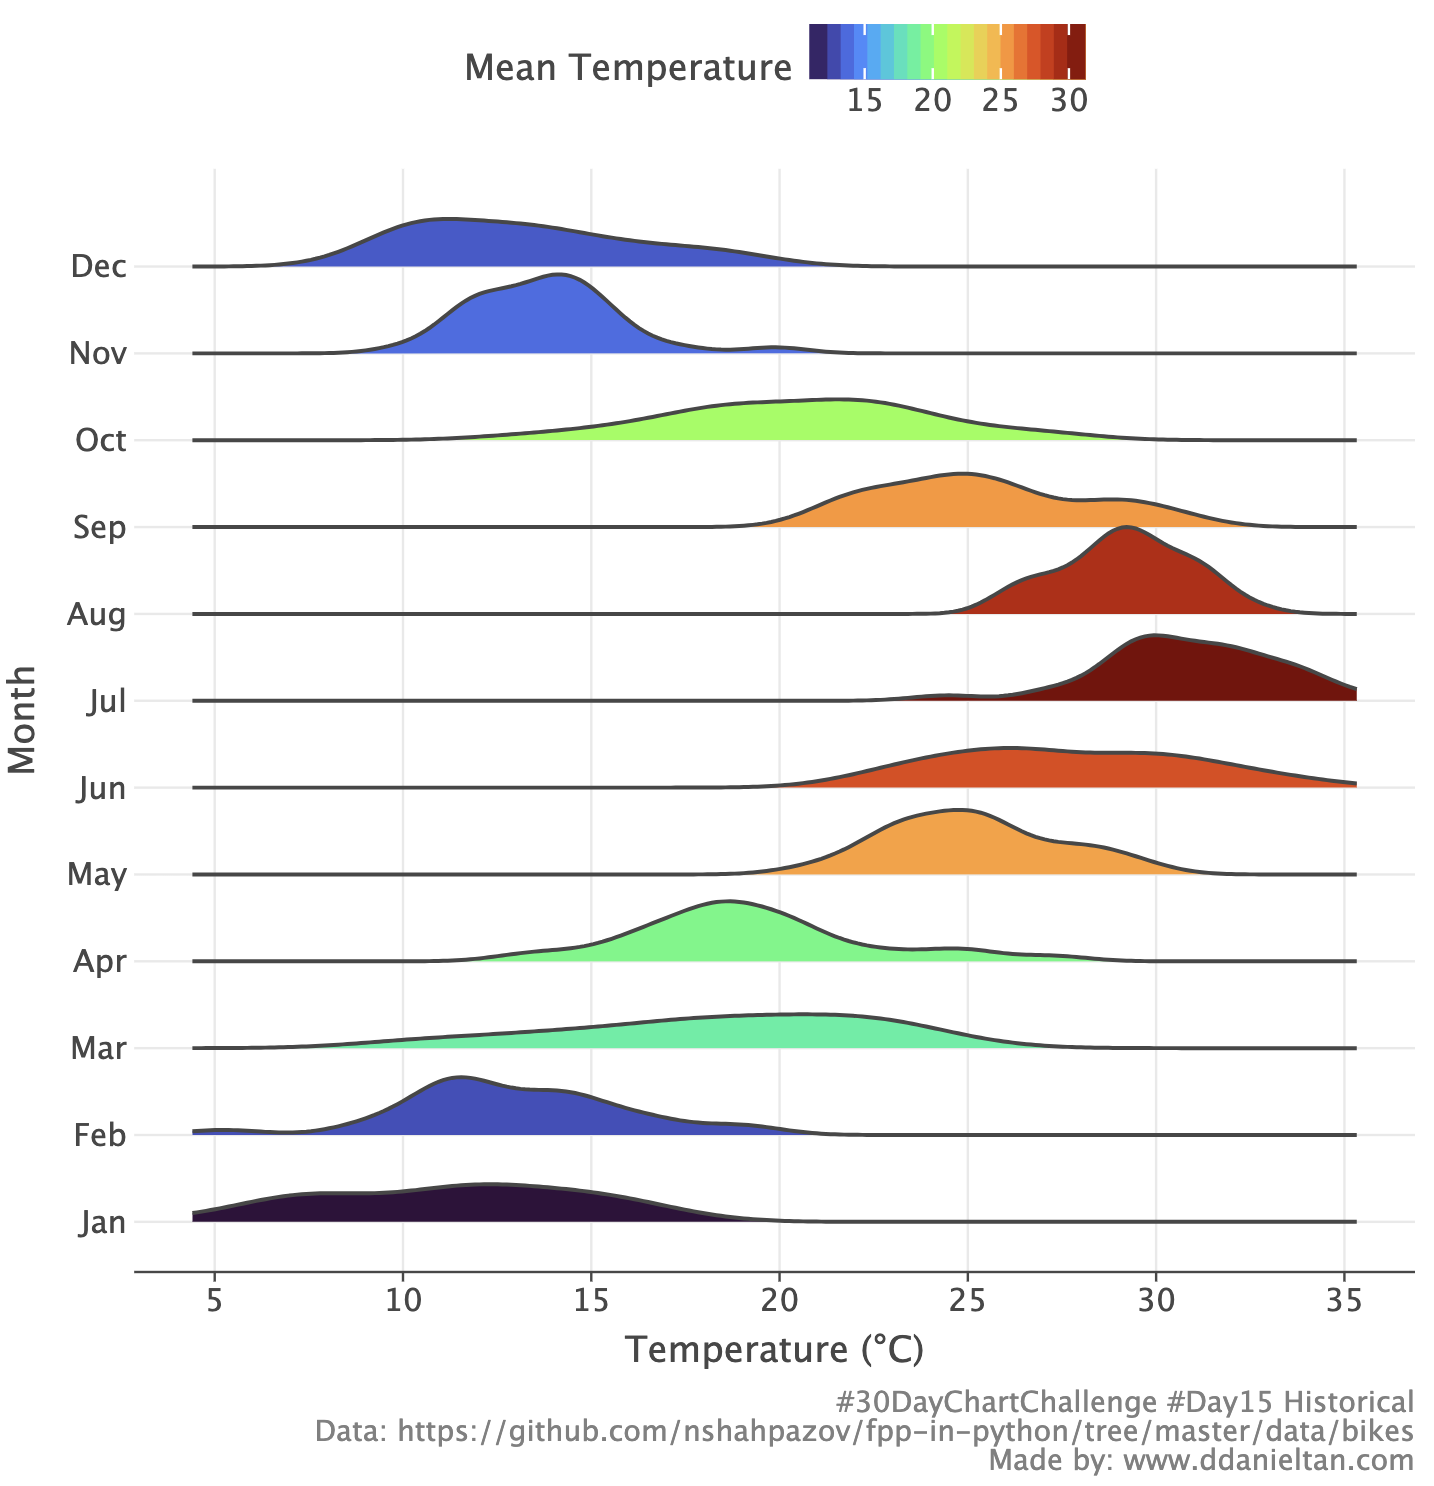 Mean Temperature
15 20 25 30
Dec
Nov
Oct
Sep
Aug
Jul
Jun
May
Apr
Mar
Feb
Jan
Month
5 10 15 20 25 30 35
Temperature (°C)
#30DayChartChallenge #Day15 Historical
Data: https://github.com/nshahpazov/fpp-in-python/tree/master/data/bikes
Made by: www.ddanieltan.com